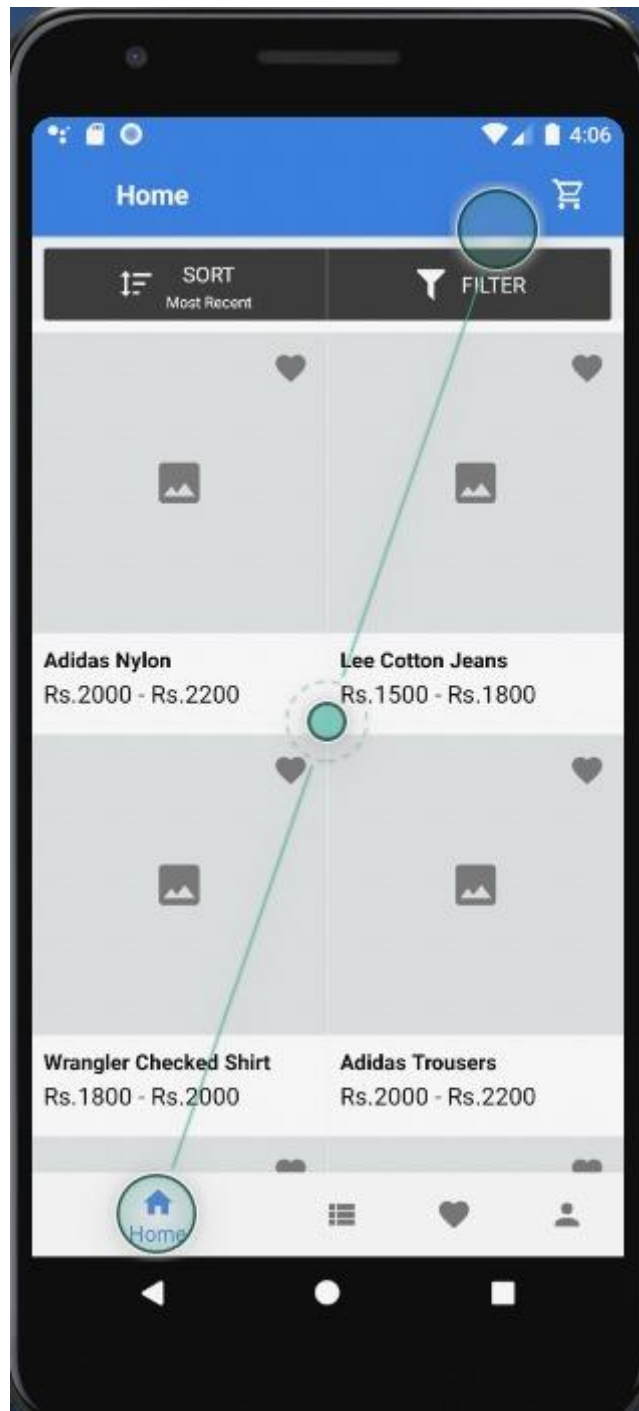 4:06
Home
SORT
Most Recent
FILTER
Adidas Nylon
Rs.2000 - Rs.2200
Lee Cotton Jeans
Rs.1500 - Rs.1800
Wrangler Checked Shirt
Rs.1800 - Rs.2000
Adidas Trousers
Rs.2000 - Rs.2200
Home